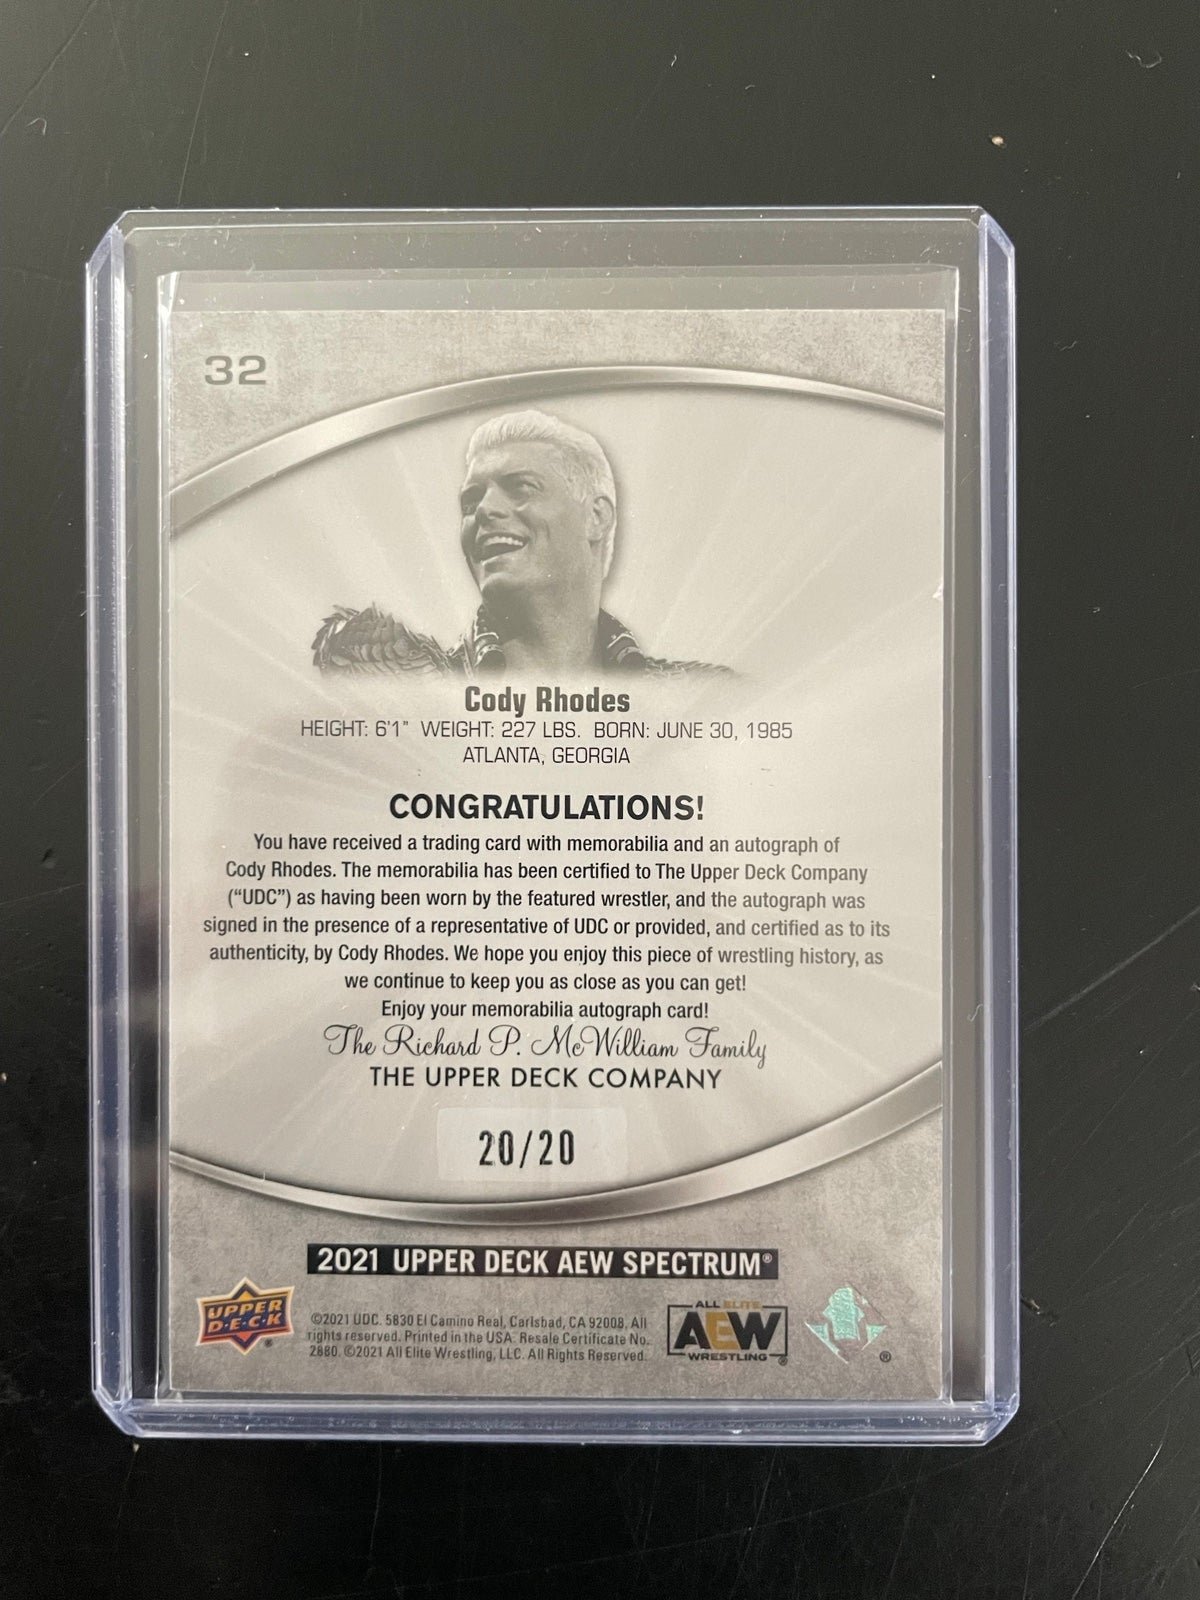 32
Cody Rhodes
HEIGHT: 6'1" WEIGHT: 227 LBS. BORN: JUNE 30, 1985
ATLANTA, GEORGIA
CONGRATULATIONS!
You have received a trading card with memorabilia and an autograph of
Cody Rhodes. The memorabilia has been certified to The Upper Deck Company
("UDC") as having been worn by the featured wrestler, and the autograph was
signed in the presence of a representative of UDC or provided, and certified as to its
authenticity, by Cody Rhodes. We hope you enjoy this piece of wrestling history, as
we continue to keep you as close as you can get!
Enjoy your memorabilia autograph card!
The Richard P. McWilliam Family
THE UPPER DECK COMPANY
20/20
2021 UPPER DECK AEW SPECTRUM®
UPPER
D·E·C·K
®
©2021 UDC. 5830 El Camino Real, Carlsbad, CA 92008. All
rights reserved. Printed in the USA. Resale Certificate No.
2880. ©2021 All Elite Wrestling, LLC. All Rights Reserved.
ALL ELITE
AEW
WRESTLING ®
®